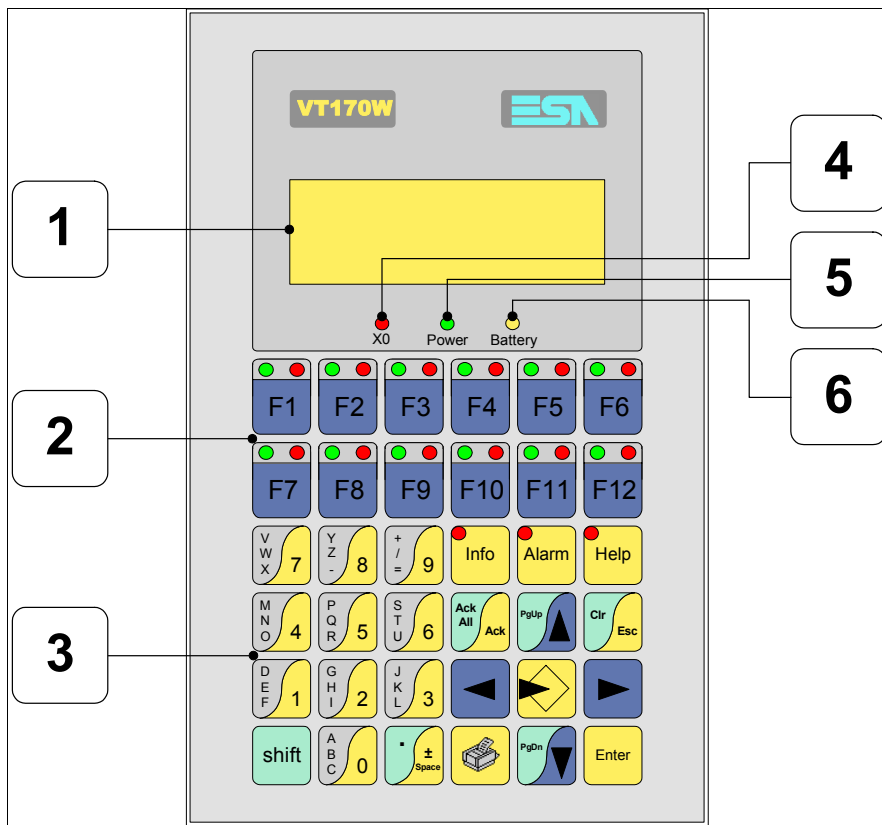 VT170W ESA
4
1
5
X0 Power Battery
6
F1 F2 F3 F4 F5 F6
2
F7 F8 F9 F10 F11 F12
V W X 7 Y Z - 8 + / = 9 Info Alarm Help
M N O 4 P Q R 5 S T U 6 Ack All Ack PgUp Clr Esc
3
D E F 1 G H I 2 J K L 3
shift A B C 0 . ± Space PgDn Enter